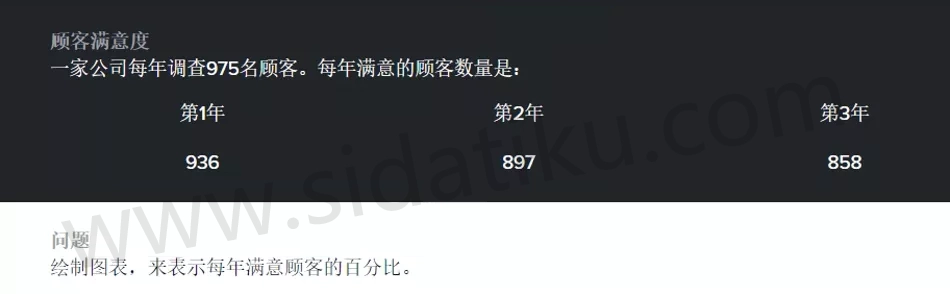 顾客满意度
一家公司每年调查975名顾客。每年满意的顾客数量是：
第1年 第2年 第3年
936 897 858
www.sidatiku.com
问题
绘制图表，来表示每年满意顾客的百分比。